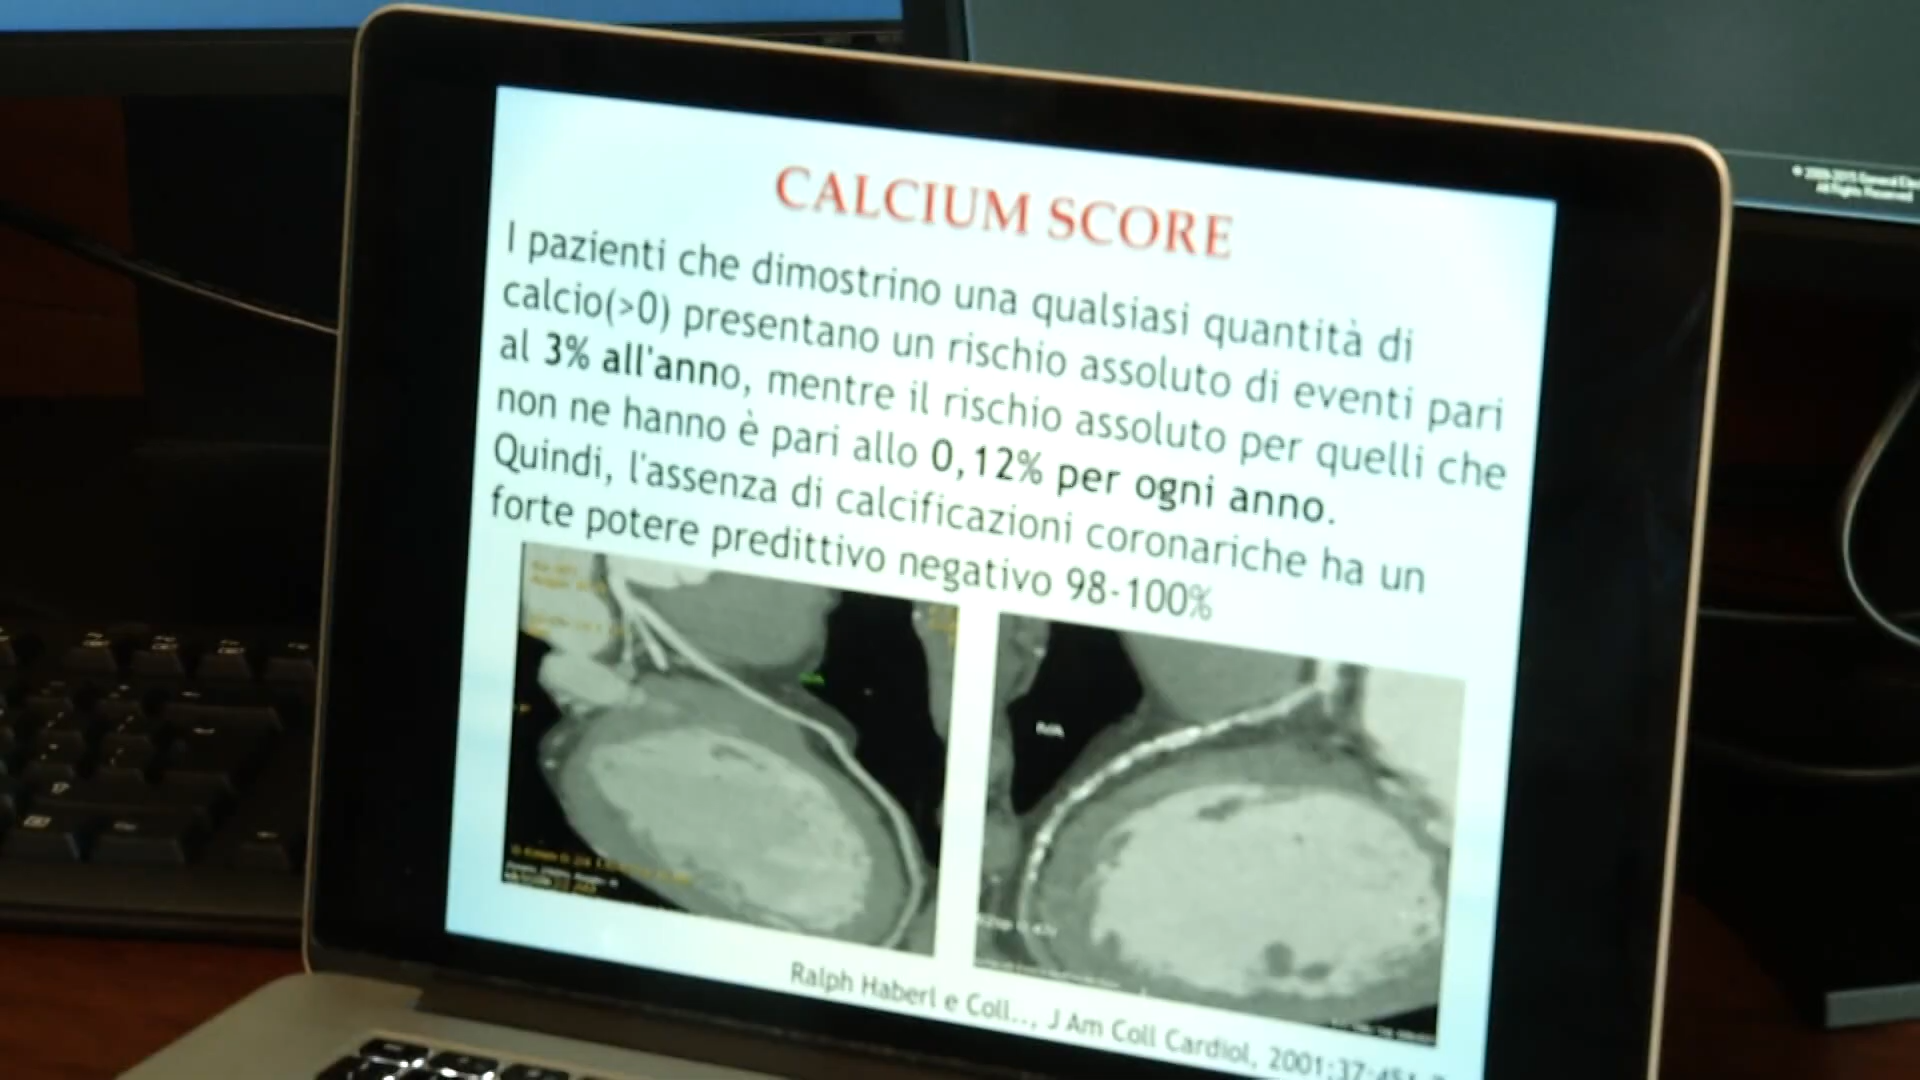 CALCIUM SCORE
I pazienti che dimostrino una qualsiasi quantità di
calcio(>0) presentano un rischio assoluto di eventi pari
al 3% all'anno, mentre il rischio assoluto per quelli che
non ne hanno è pari allo 0,12% per ogni anno.
Quindi, l'assenza di calcificazioni coronariche ha un
forte potere predittivo negativo 98-100%
Ralph Haberl e Coll.., J Am Coll Cardiol, 2001;37:451
All Rights Reserved